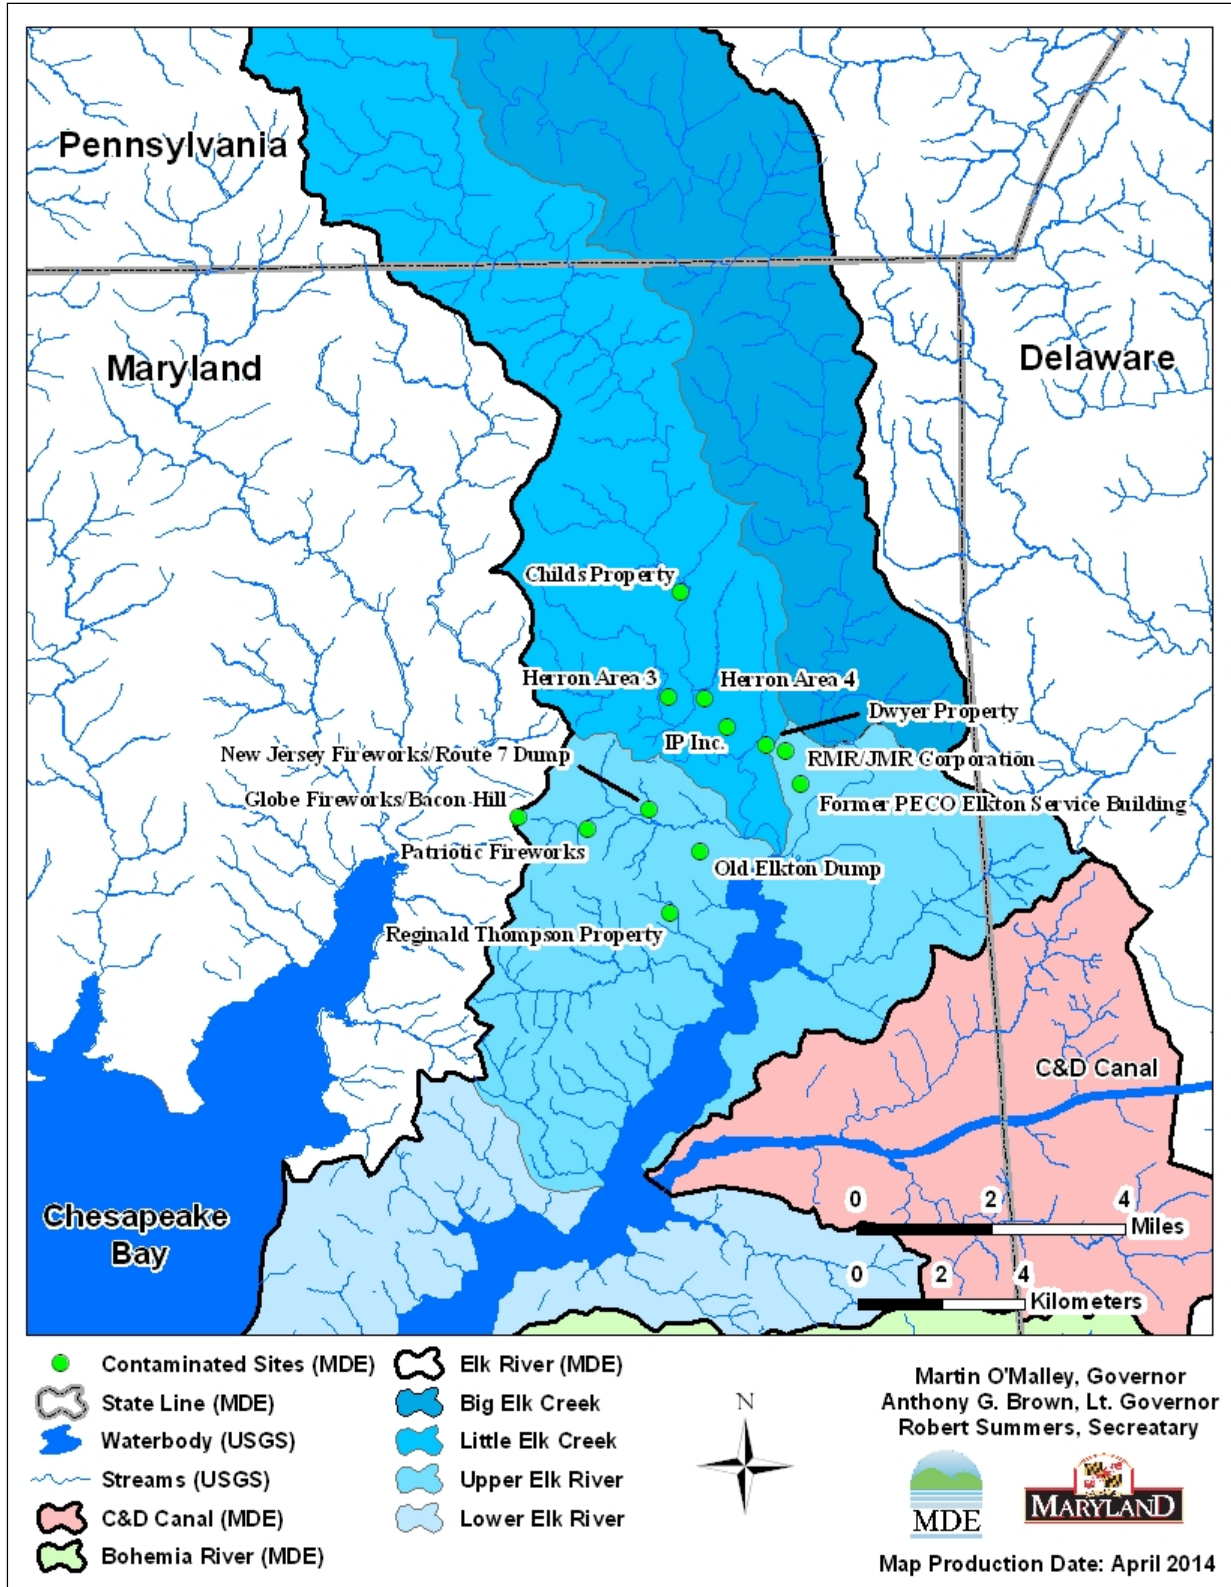 Pennsylvania
Maryland
Delaware
Childs Property
Herron Area 3
Herron Area 4
Dwyer Property
IP Inc.
New Jersey Fireworks/Route 7 Dump
RMR/JMR Corporation
Globe Fireworks/Bacon Hill
Former PECO Elkton Service Building
Patriotic Fireworks
Old Elkton Dump
Reginald Thompson Property
C&D Canal
Chesapeake
Bay
0 2 4
Miles
0 2 4
Kilometers
Contaminated Sites (MDE)
State Line (MDE)
Waterbody (USGS)
Streams (USGS)
C&D Canal (MDE)
Bohemia River (MDE)
Elk River (MDE)
Big Elk Creek
Little Elk Creek
Upper Elk River
Lower Elk River
N
Martin O'Malley, Governor
Anthony G. Brown, Lt. Governor
Robert Summers, Secreatary
MDE
MARYLAND
Map Production Date: April 2014